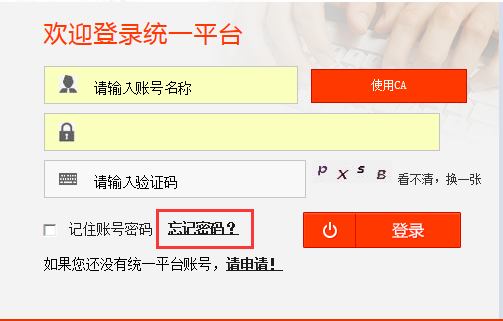 欢迎登录统一平台
请输入账号名称
使用CA
请输入验证码
pXsB
看不清，换一张
记住账号密码 忘记密码？
登录
如果您还没有统一平台账号，请申请！